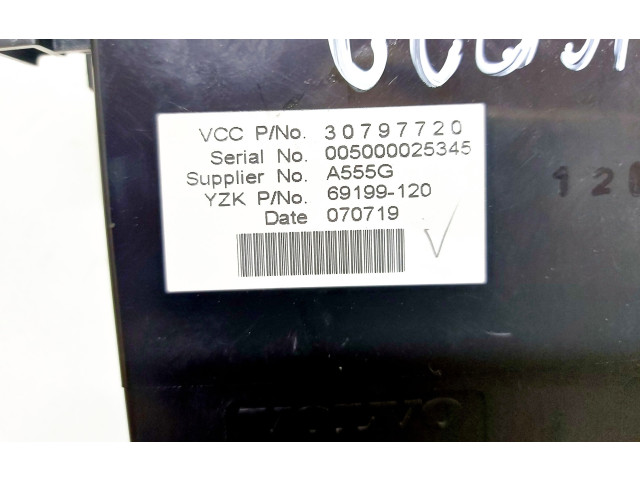 VCC P/No. 30797720
Serial No. 005000025345
Supplier No. A555G
YZK P/No. 69199-120
Date 070719